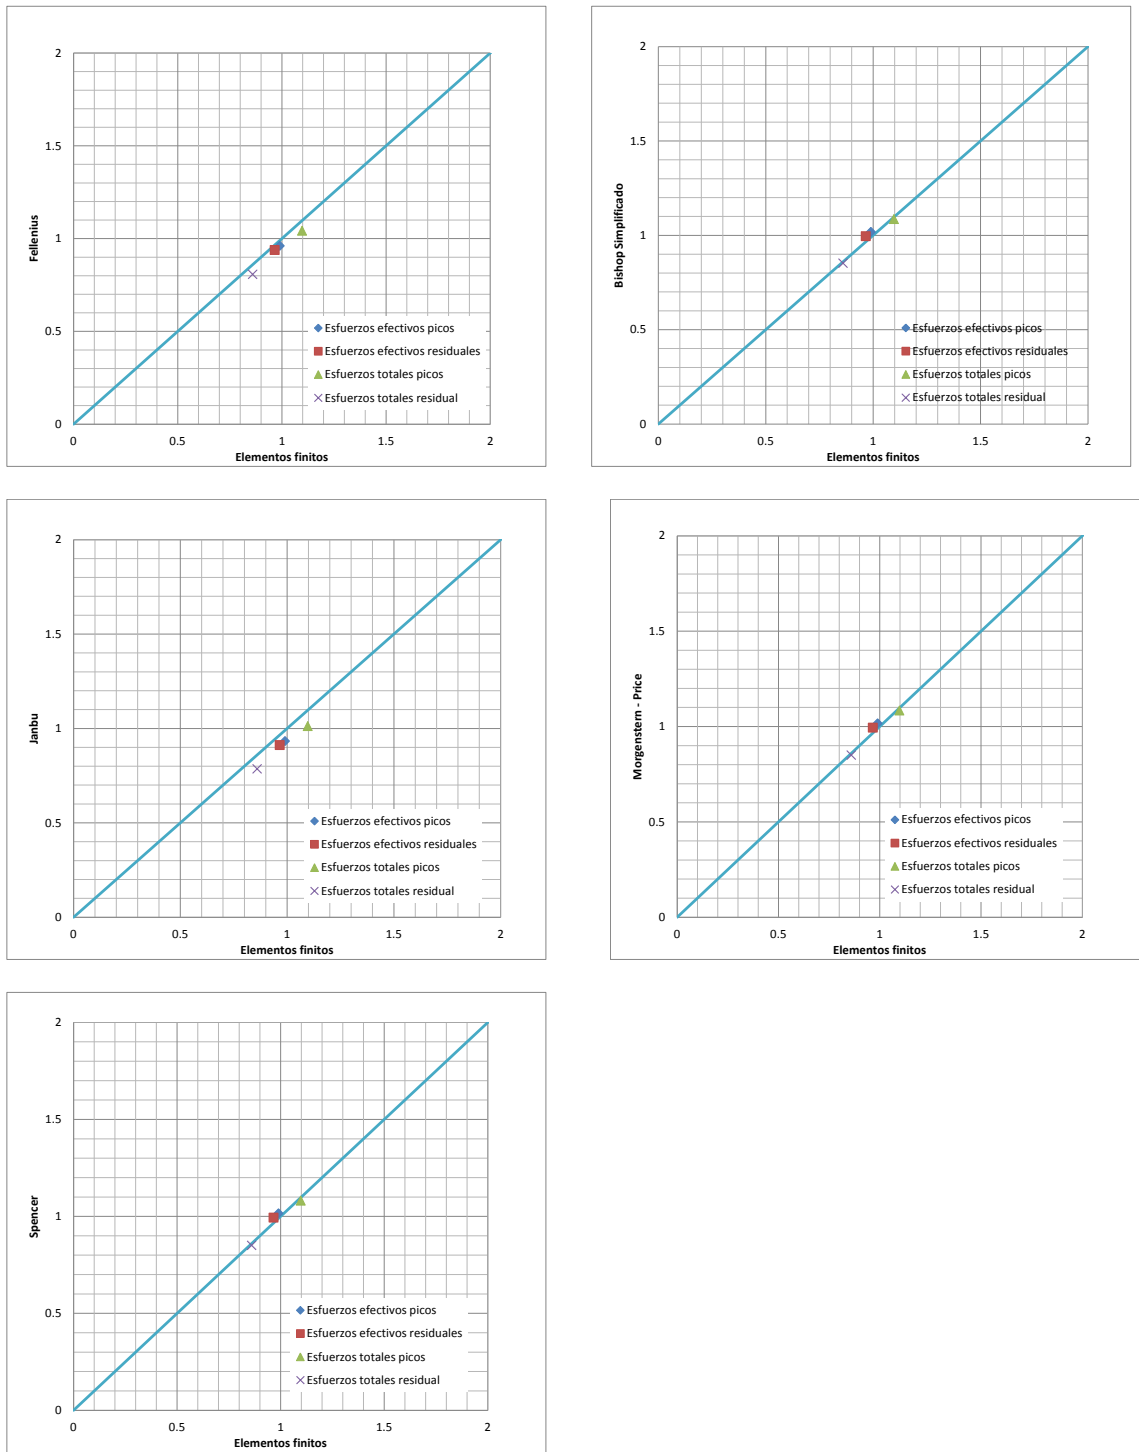 2
1.5
1
0.5
0
Fellenius
Esfuerzos efectivos picos
Esfuerzos efectivos residuales
Esfuerzos totales picos
Esfuerzos totales residual
0 0.5 1 1.5 2
Elementos finitos
2
1.5
1
0.5
0
Bishop Simplificado
Esfuerzos efectivos picos
Esfuerzos efectivos residuales
Esfuerzos totales picos
Esfuerzos totales residual
0 0.5 1 1.5 2
Elementos finitos
2
1.5
1
0.5
0
Janbu
Esfuerzos efectivos picos
Esfuerzos efectivos residuales
Esfuerzos totales picos
Esfuerzos totales residual
0 0.5 1 1.5 2
Elementos finitos
2
1.5
1
0.5
0
Morgenstern - Price
Esfuerzos efectivos picos
Esfuerzos efectivos residuales
Esfuerzos totales picos
Esfuerzos totales residual
0 0.5 1 1.5 2
Elementos finitos
2
1.5
1
0.5
0
Spencer
Esfuerzos efectivos picos
Esfuerzos efectivos residuales
Esfuerzos totales picos
Esfuerzos totales residual
0 0.5 1 1.5 2
Elementos finitos